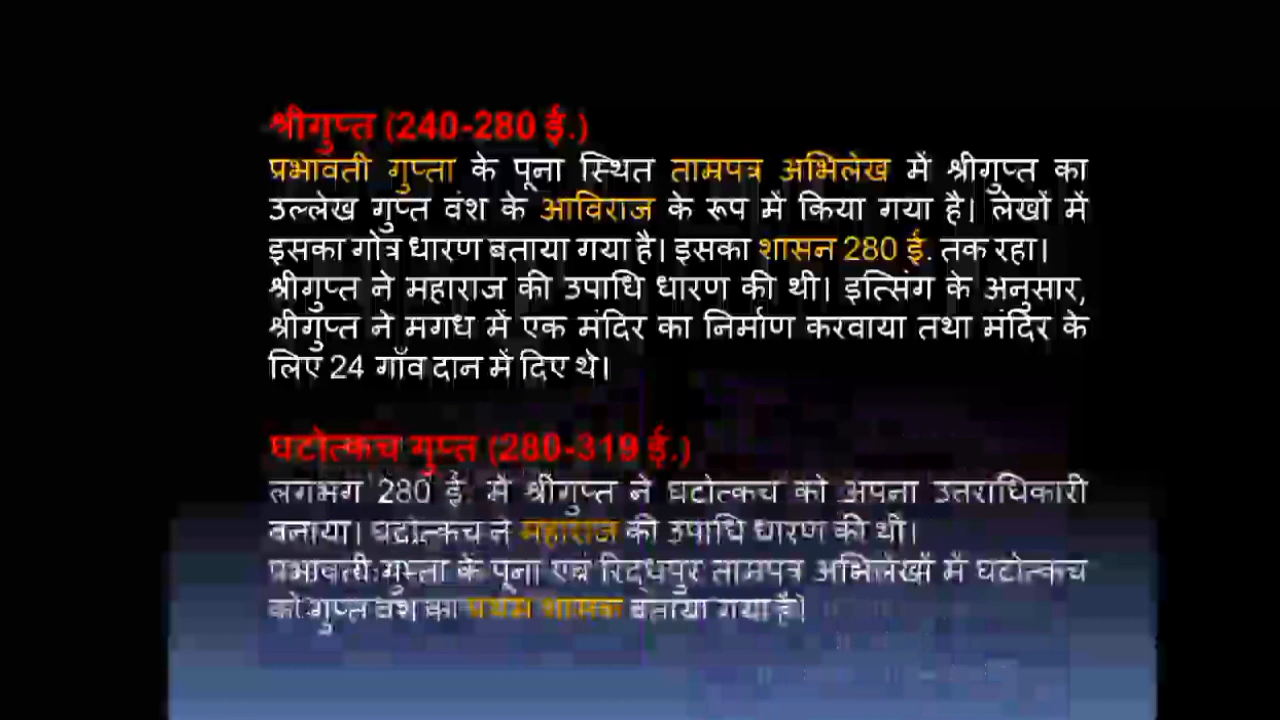 श्रीगुप्त (240-280 ई.)
प्रभावती गुप्ता के पूना स्थित ताम्रपत्र अभिलेख में श्रीगुप्त का
उल्लेख गुप्त वंश के आविराज के रूप में किया गया है। लेखों में
इसका गोत्र धारण बताया गया है। इसका शासन 280 ई. तक रहा।
श्रीगुप्त ने महाराज की उपाधि धारण की थी। इत्सिंग के अनुसार,
श्रीगुप्त ने मगध में एक मंदिर का निर्माण करवाया तथा मंदिर के
लिए 24 गाँव दान में दिए थे।
घटोत्कच गुप्त (280-319 ई.)
लगभग 280 ई. में श्रीगुप्त ने घटोत्कच को अपना उत्तराधिकारी
बनाया। घटोत्कच ने महाराज की उपाधि धारण की थी।
प्रभावती गुप्ता के पूना एवं रिद्धपुर ताम्रपत्र अभिलेखों में घटोत्कच
को गुप्त वंश का प्रथम शासक बताया गया है।